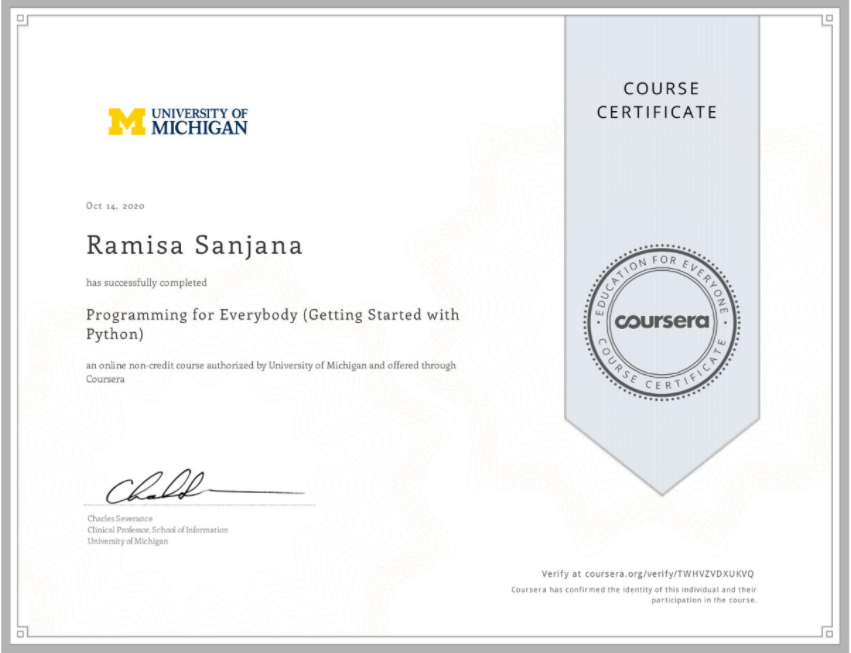 UNIVERSITY OF
MICHIGAN
COURSE
CERTIFICATE
Oct 14, 2020
Ramisa Sanjana
has successfully completed
Programming for Everybody (Getting Started with
Python)
an online non-credit course authorized by University of Michigan and offered through
Coursera
EDUCATION FOR EVERYONE
coursera
COURSE CERTIFICATE
Charles Severance
Clinical Professor, School of Information
University of Michigan
Verify at coursera.org/verify/TWHVZVDXUKVQ
Coursera has confirmed the identity of this individual and their
participation in the course.